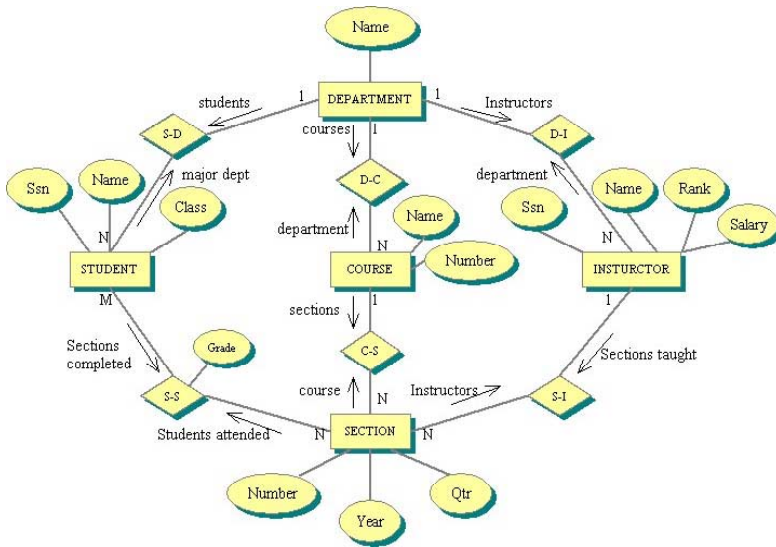 Name
students
1
DEPARTMENT
1
Instructors
courses
1
S-D
D-I
Ssn
Name
major dept
D-C
department
Name
Rank
Class
department
Name
Ssn
Salary
N
N
Number
N
STUDENT
COURSE
INSTURCTOR
M
1
1
sections
Sections
completed
Grade
C-S
Sections taught
S-S
course
Instructors
S-I
Students attended
N
N
SECTION
N
Number
Qtr
Year